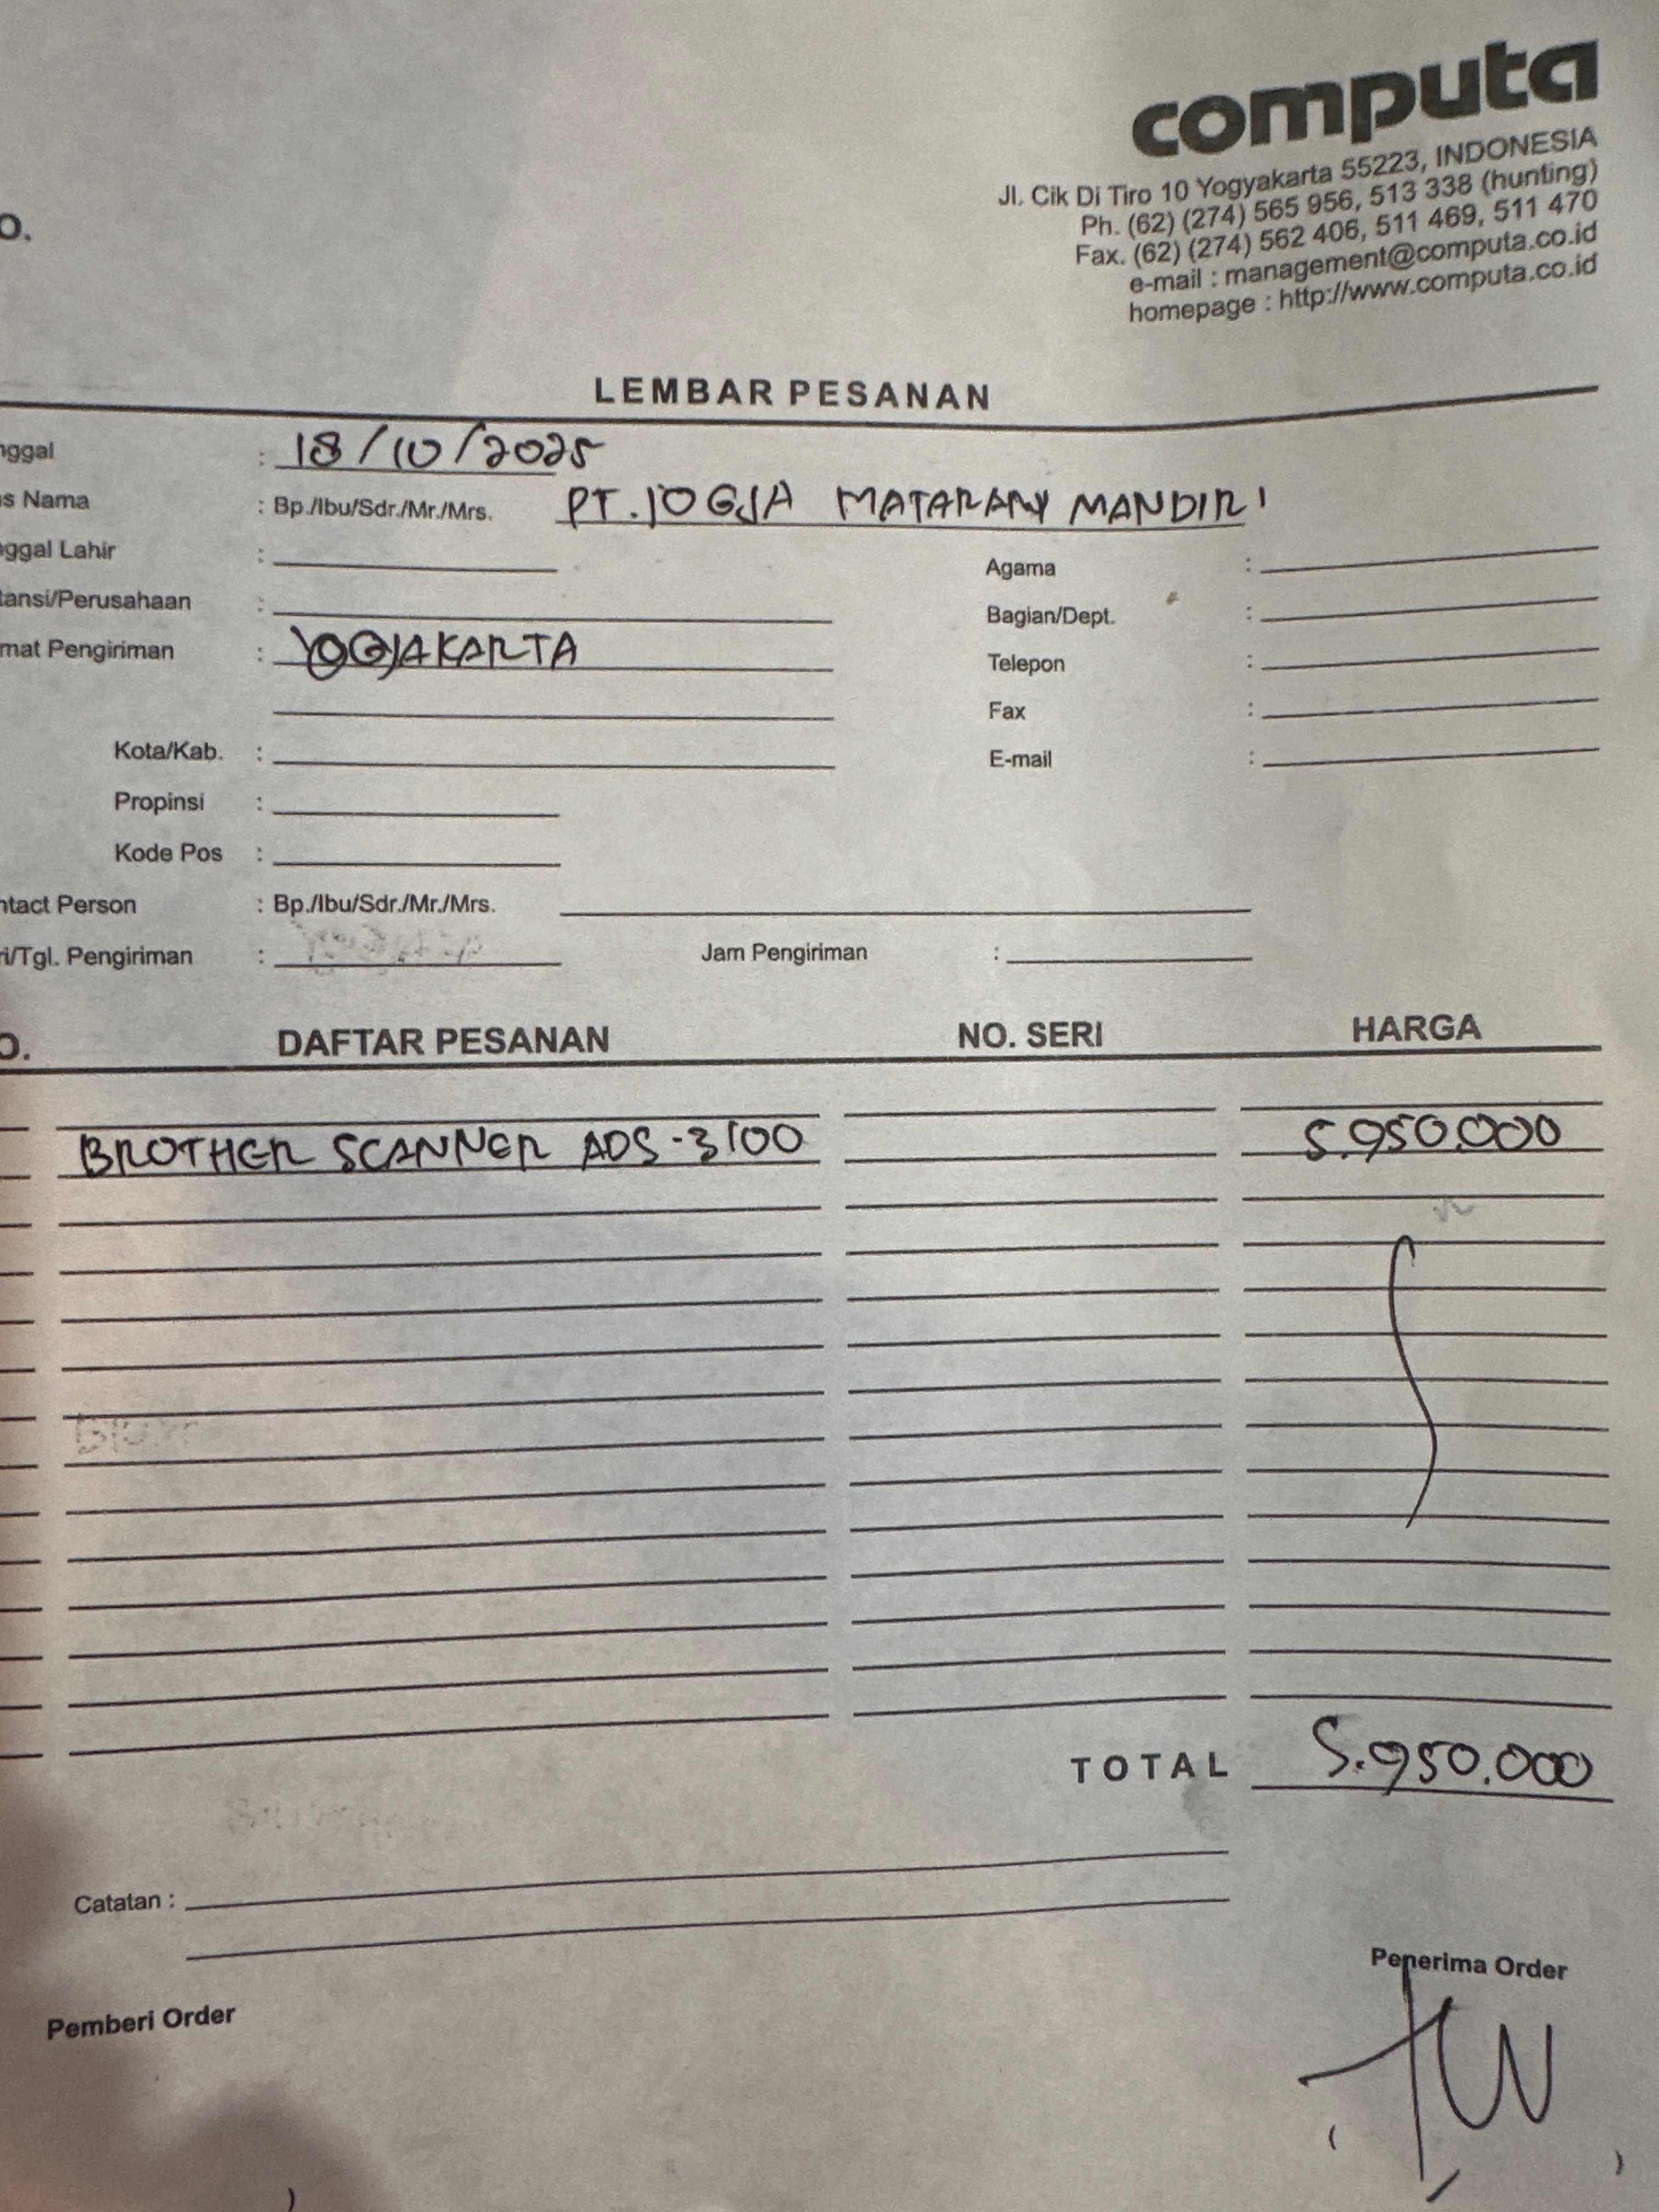 computa
Jl. Cik Di Tiro 10 Yogyakarta 55223, INDONESIA
Ph. (62) (274) 565 956, 513 338 (hunting)
Fax. (62) (274) 562 406, 511 469, 511 470
e-mail : management@computa.co.id
homepage : http://www.computa.co.id
O.
LEMBAR PESANAN
nggal : 18/10/2025
s Nama : Bp./Ibu/Sdr./Mr./Mrs. PT. JOGJA MATARAM MANDIRI
ggal Lahir :
Agama :
tansi/Perusahaan :
Bagian/Dept. :
mat Pengiriman : YOGJAKARTA
Telepon :
Fax :
Kota/Kab. :
E-mail :
Propinsi :
Kode Pos :
ntact Person : Bp./Ibu/Sdr./Mr./Mrs.
ri/Tgl. Pengiriman : Jam Pengiriman :
O. DAFTAR PESANAN NO. SERI HARGA
BROTHER SCANNER ADS-3100 5.950.000
TOTAL 5.950.000
Catatan :
Penerima Order
Pemberi Order